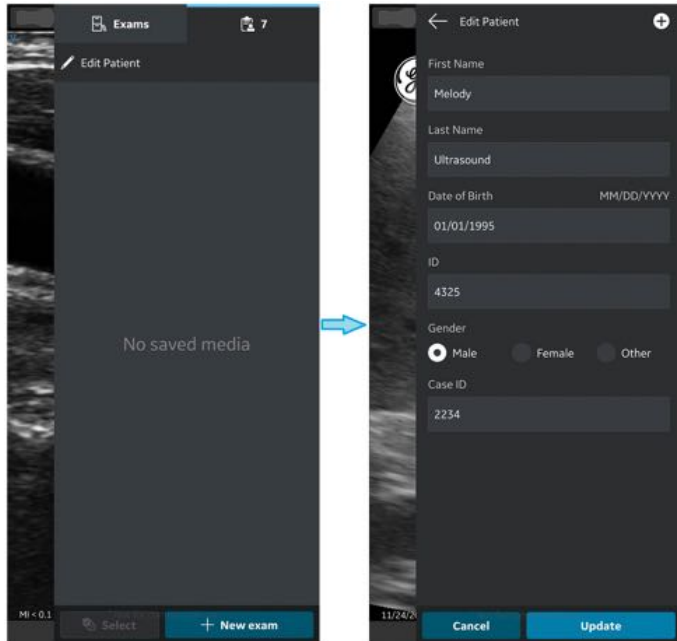 Exams
7
Edit Patient
No saved media
MI < 0.1
Select
+ New exam
Edit Patient
First Name
Melody
Last Name
Ultrasound
Date of Birth MM/DD/YYYY
01/01/1995
ID
4325
Gender
Male Female Other
Case ID
2234
11/24/2
Cancel Update